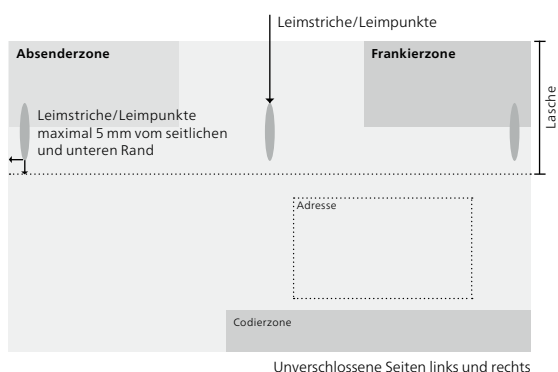 Leimstriche/Leimpunkte
Absenderzone
Frankierzone
Lasche
Leimstriche/Leimpunkte
maximal 5 mm vom seitlichen
und unteren Rand
Adresse
Codierzone
Unverschlossene Seiten links und rechts